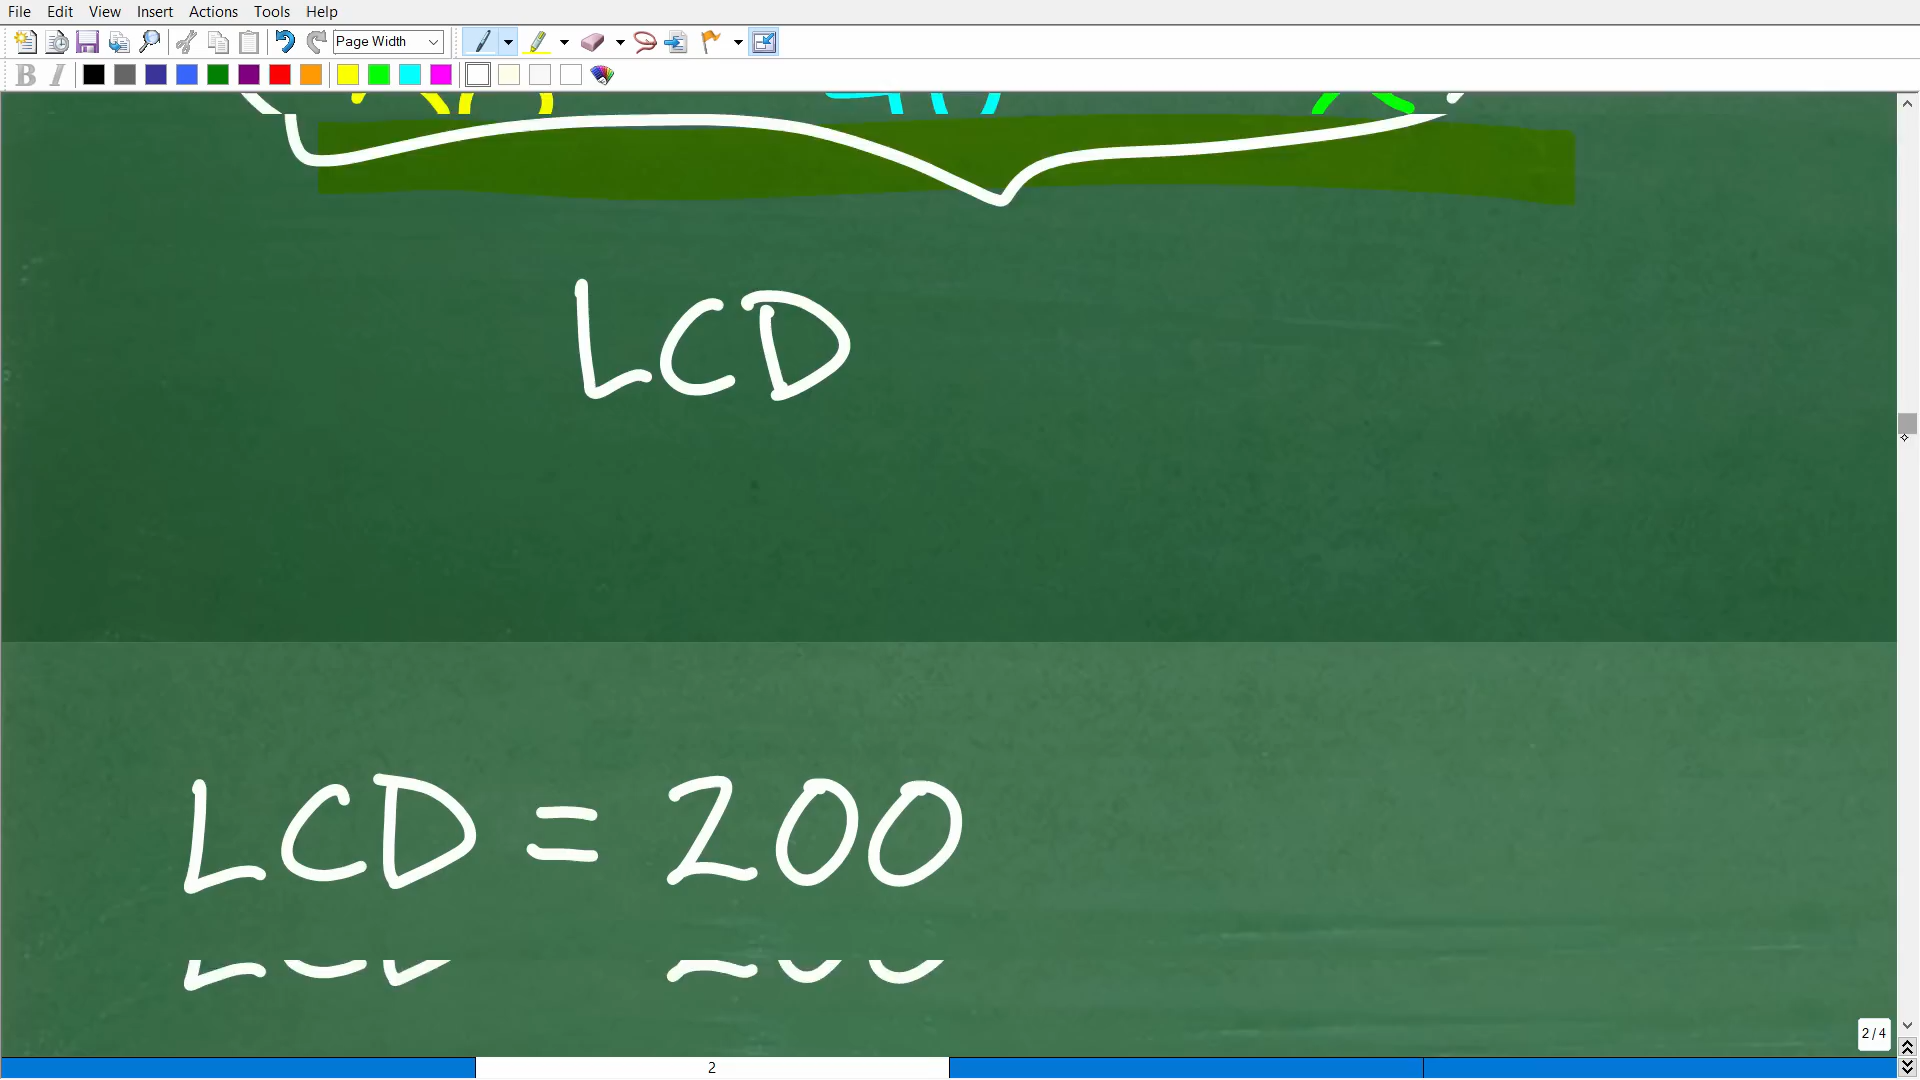 File Edit View Insert Actions Tools Help
Page Width
B I
LCD
LCD = 200
2 / 4
2